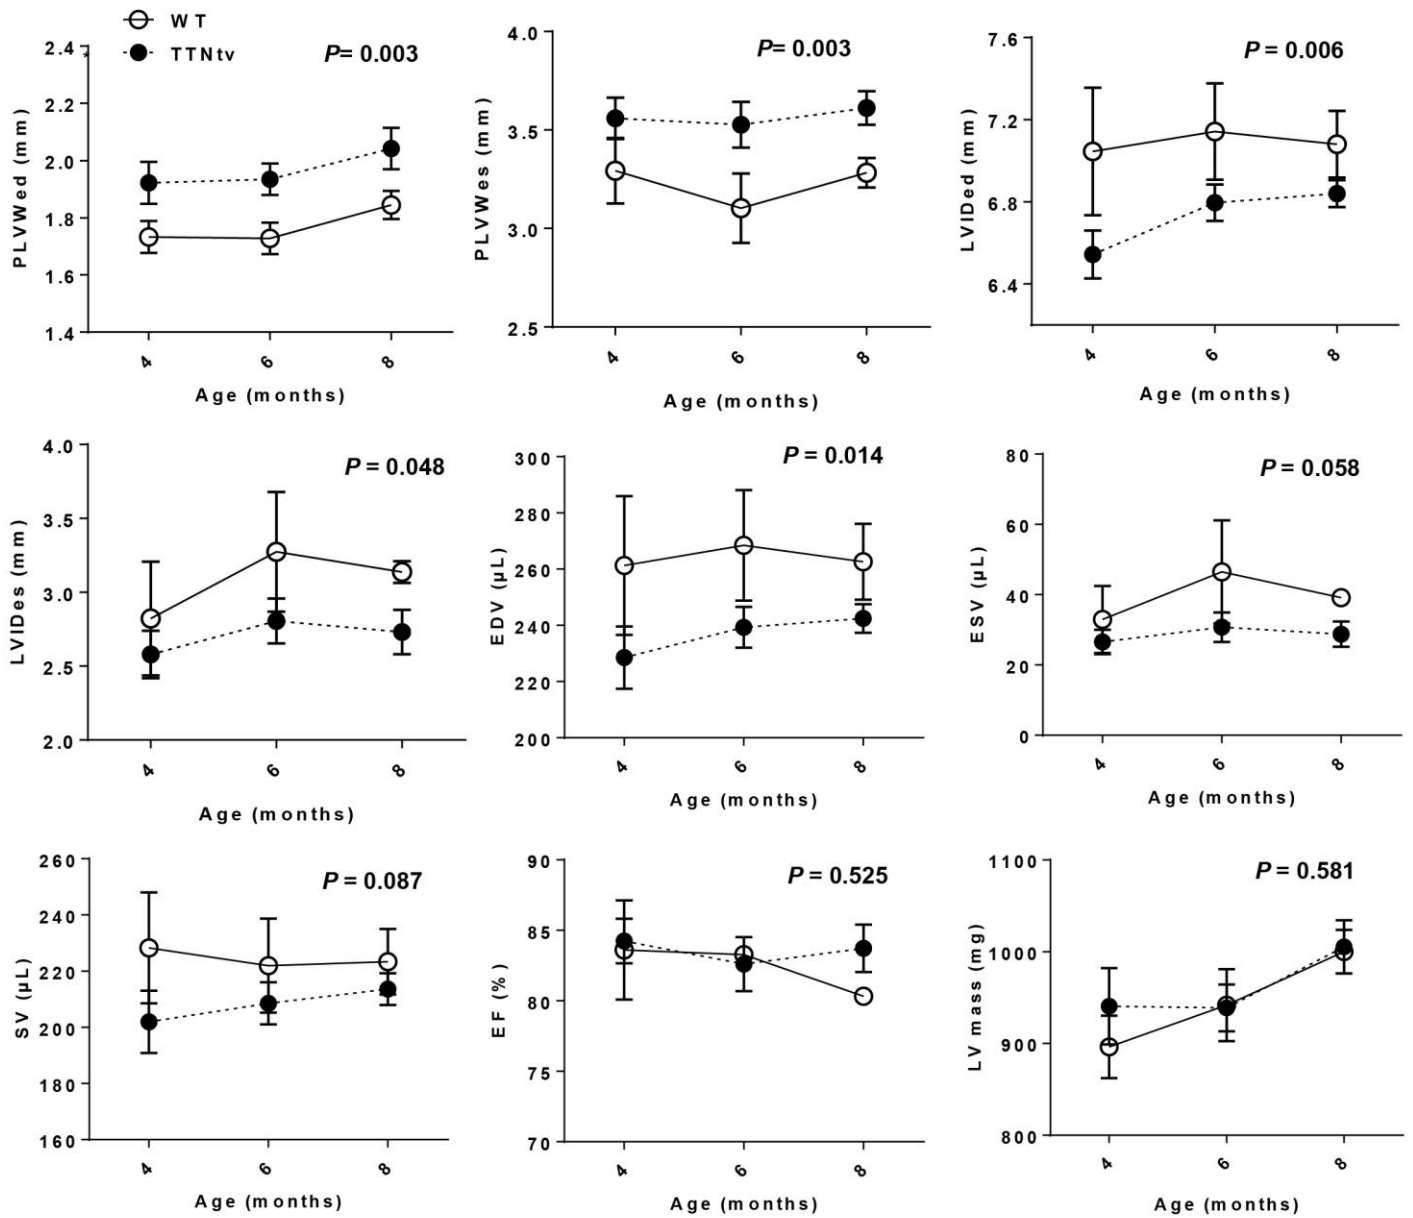 WT
TTNtv
P= 0.003
PLVWed (mm)
2.4
2.2
2.0
1.8
1.6
1.4
4
6
8
Age (months)
P= 0.003
PLVWes (mm)
4.0
3.5
3.0
2.5
4
6
8
Age (months)
P = 0.006
LVIDed (mm)
7.6
7.2
6.8
6.4
4
6
8
Age (months)
P = 0.048
LVIDes (mm)
4.0
3.5
3.0
2.5
2.0
4
6
8
Age (months)
P = 0.014
EDV (µL)
300
280
260
240
220
200
4
6
8
Age (months)
P = 0.058
ESV (µL)
80
60
40
20
0
4
6
8
Age (months)
P = 0.087
SV (µL)
260
240
220
200
180
160
4
6
8
Age (months)
P = 0.525
EF (%)
90
85
80
75
70
4
6
8
Age (months)
P = 0.581
LV mass (mg)
1100
1000
900
800
4
6
8
Age (months)